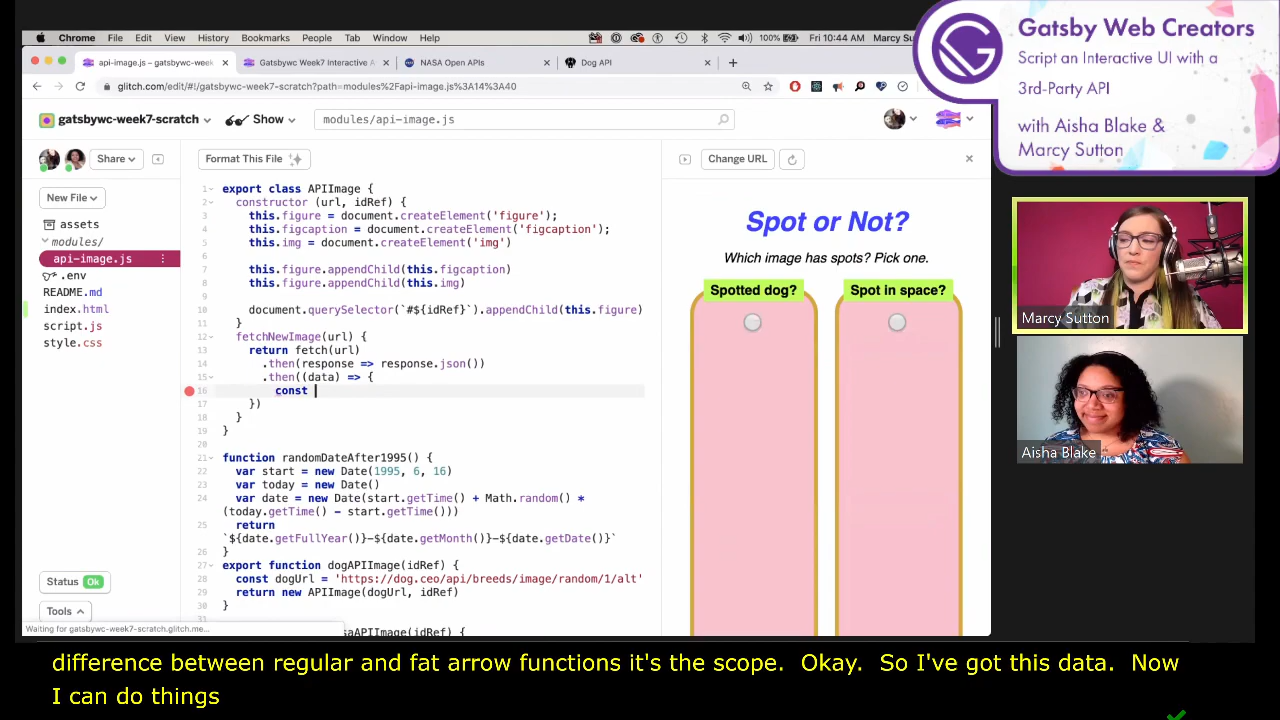 Chrome File Edit View History Bookmarks People Tab Window Help 100% Fri 10:44 AM Marcy Su
api-image.js – gatsbywc-week
Gatsbywc Week7 Interactive A
NASA Open APIs
Dog API
glitch.com/edit/#!/gatsbywc-week7-scratch?path=modules%2Fapi-image.js%3A14%3A40
gatsbywc-week7-scratch
Show
modules/api-image.js
Share
Format This File
Change URL
New File
assets
modules/
api-image.js
.env
README.md
index.html
script.js
style.css
Status Ok
Tools
Waiting for gatsbywc-week7-scratch.glitch.me...
1 export class APIImage {
2 constructor (url, idRef) {
3 this.figure = document.createElement('figure');
4 this.figcaption = document.createElement('figcaption');
5 this.img = document.createElement('img')
6
7 this.figure.appendChild(this.figcaption)
8 this.figure.appendChild(this.img)
9
10 document.querySelector(`#${idRef}`).appendChild(this.figure)
11 }
12 fetchNewImage(url) {
13 return fetch(url)
14 .then(response => response.json())
15 .then((data) => {
16 const
17 })
18 }
19 }
20
21 function randomDateAfter1995() {
22 var start = new Date(1995, 6, 16)
23 var today = new Date()
24 var date = new Date(start.getTime() + Math.random() *
(today.getTime() - start.getTime()))
25 return
`${date.getFullYear()}-${date.getMonth()}-${date.getDate()}`
26 }
27 export function dogAPIImage(idRef) {
28 const dogUrl = 'https://dog.ceo/api/breeds/image/random/1/alt'
29 return new APIImage(dogUrl, idRef)
30 }
Spot or Not?
Which image has spots? Pick one.
Spotted dog?
Spot in space?
Gatsby Web Creators
Script an Interactive UI with a
3rd-Party API
with Aisha Blake &
Marcy Sutton
Marcy Sutton
Aisha Blake
difference between regular and fat arrow functions it's the scope. Okay. So I've got this data. Now
I can do things